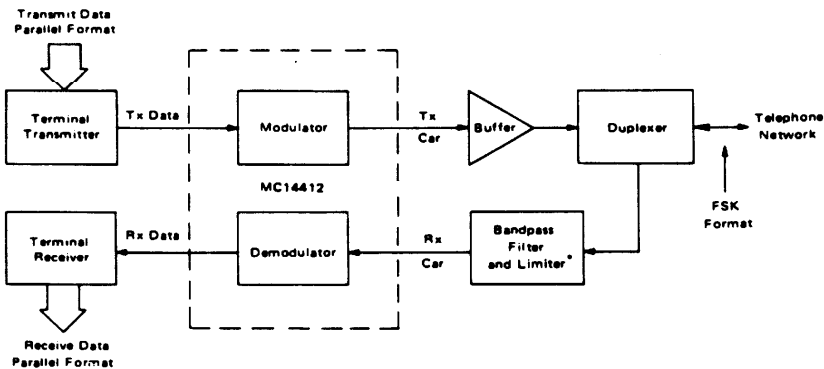 Transmit Data
Parallel Format
Terminal
Transmitter
Tx Data
Modulator
Tx
Car
Buffer
Duplexer
Telephone
Network
MC14412
FSK
Format
Terminal
Receiver
Rx Data
Demodulator
Rx
Car
Bandpass
Filter
and Limiter*
Receive Data
Parallel Format